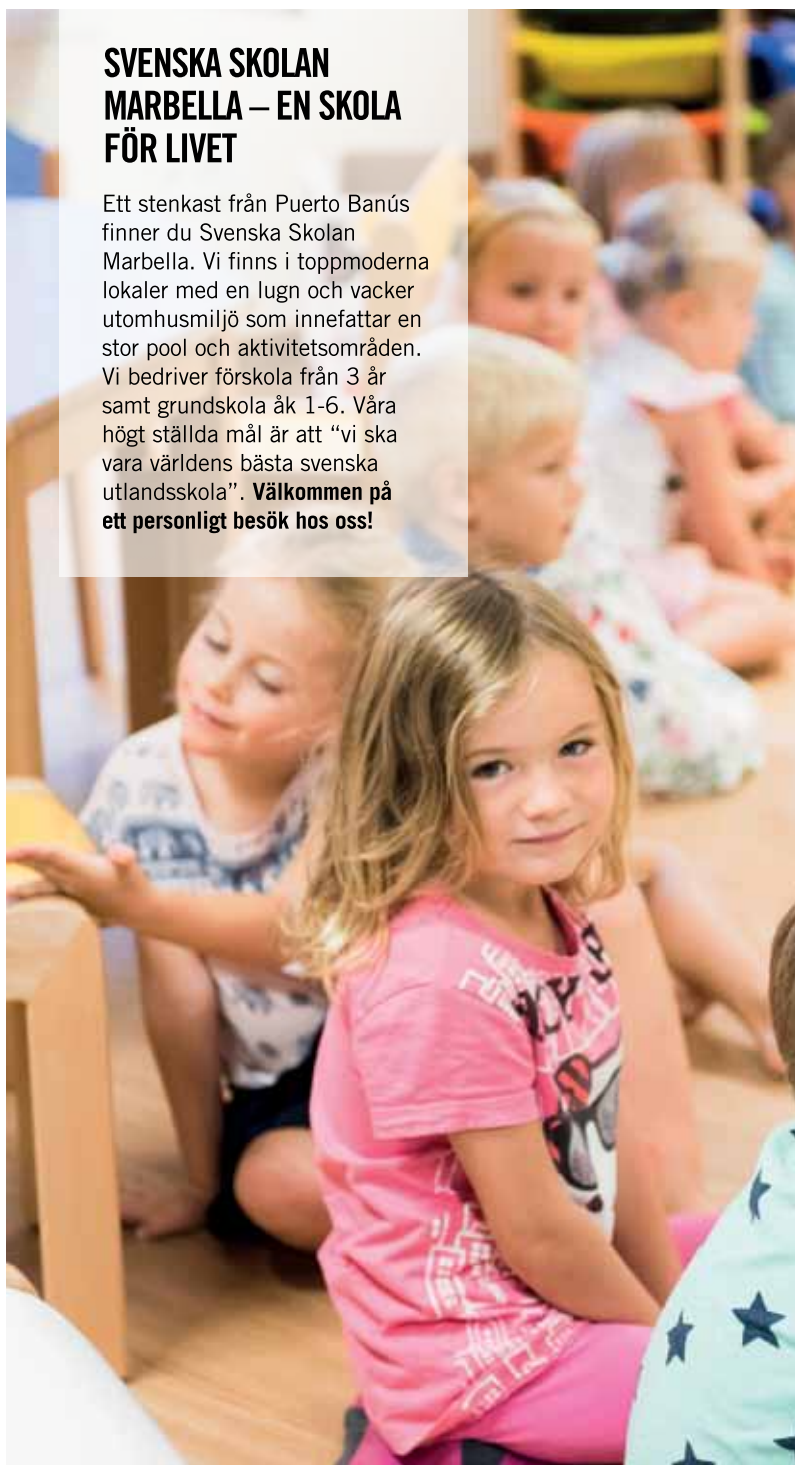 SVENSKA SKOLAN
MARBELLA – EN SKOLA
FÖR LIVET
Ett stenkast från Puerto Banús
finner du Svenska Skolan
Marbella. Vi finns i toppmoderna
lokaler med en lugn och vacker
utomhusmiljö som innefattar en
stor pool och aktivitetsområden.
Vi bedriver förskola från 3 år
samt grundskola åk 1-6. Våra
högt ställda mål är att “vi ska
vara världens bästa svenska
utlandsskola”. Välkommen på
ett personligt besök hos oss!